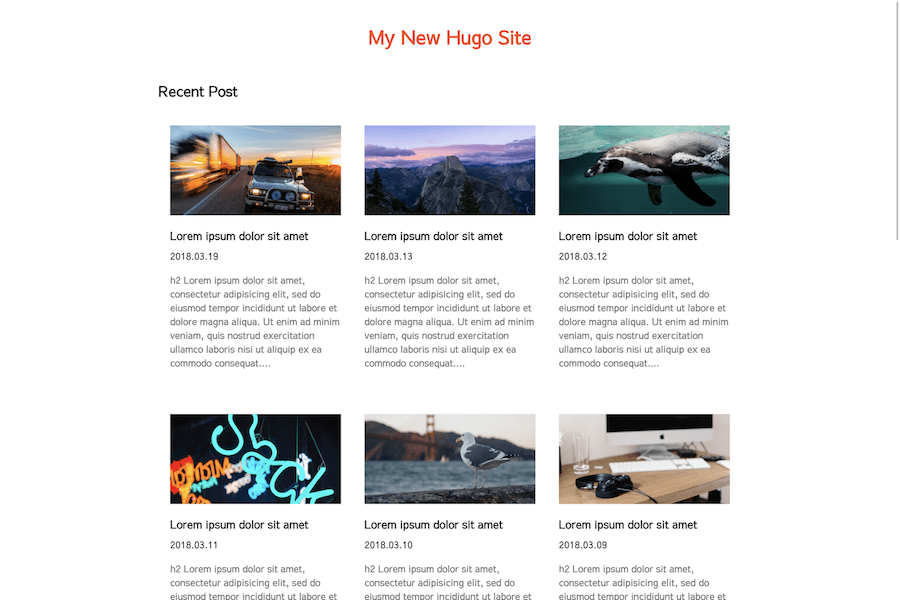 My New Hugo Site
Recent Post
Lorem ipsum dolor sit amet
2018.03.19
h2 Lorem ipsum dolor sit amet,
consectetur adipisicing elit, sed do
eiusmod tempor incididunt ut labore et
dolore magna aliqua. Ut enim ad minim
veniam, quis nostrud exercitation
ullamco laboris nisi ut aliquip ex ea
commodo consequat....
Lorem ipsum dolor sit amet
2018.03.13
h2 Lorem ipsum dolor sit amet,
consectetur adipisicing elit, sed do
eiusmod tempor incididunt ut labore et
dolore magna aliqua. Ut enim ad minim
veniam, quis nostrud exercitation
ullamco laboris nisi ut aliquip ex ea
commodo consequat....
Lorem ipsum dolor sit amet
2018.03.12
h2 Lorem ipsum dolor sit amet,
consectetur adipisicing elit, sed do
eiusmod tempor incididunt ut labore et
dolore magna aliqua. Ut enim ad minim
veniam, quis nostrud exercitation
ullamco laboris nisi ut aliquip ex ea
commodo consequat....
Lorem ipsum dolor sit amet
2018.03.11
h2 Lorem ipsum dolor sit amet,
consectetur adipisicing elit, sed do
eiusmod tempor incididunt ut labore et
Lorem ipsum dolor sit amet
2018.03.10
h2 Lorem ipsum dolor sit amet,
consectetur adipisicing elit, sed do
eiusmod tempor incididunt ut labore et
Lorem ipsum dolor sit amet
2018.03.09
h2 Lorem ipsum dolor sit amet,
consectetur adipisicing elit, sed do
eiusmod tempor incididunt ut labore et